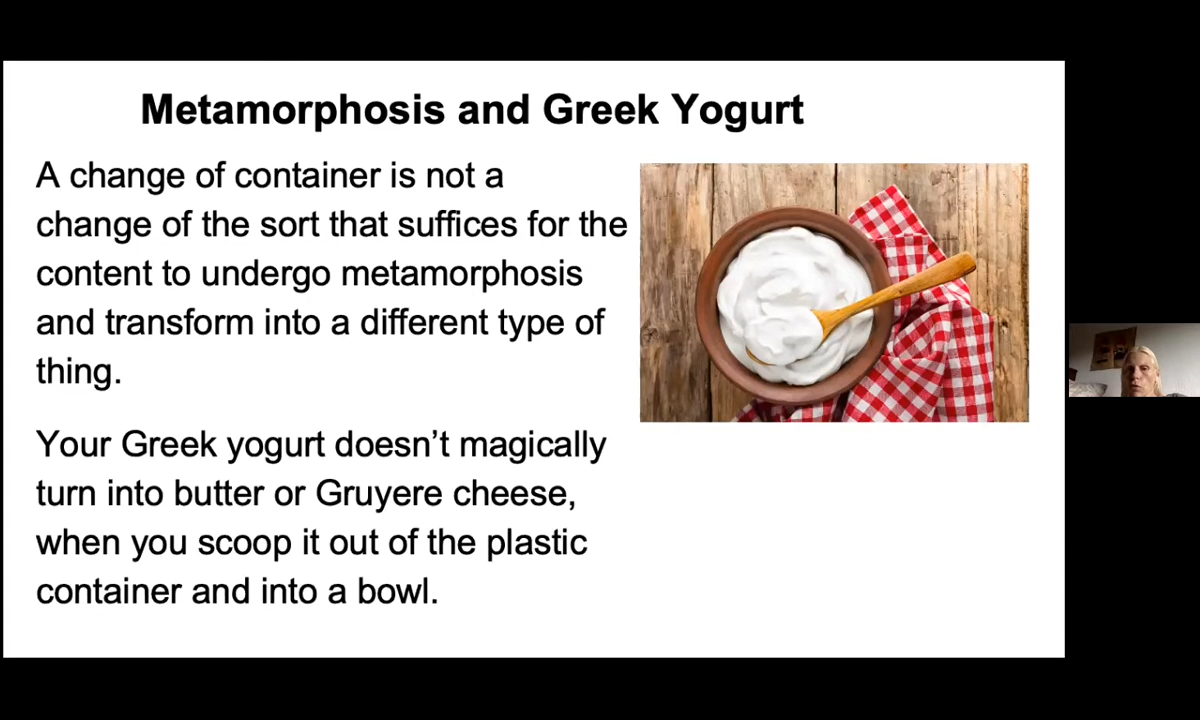 Metamorphosis and Greek Yogurt
A change of container is not a
change of the sort that suffices for the
content to undergo metamorphosis
and transform into a different type of
thing.
Your Greek yogurt doesn’t magically
turn into butter or Gruyere cheese,
when you scoop it out of the plastic
container and into a bowl.